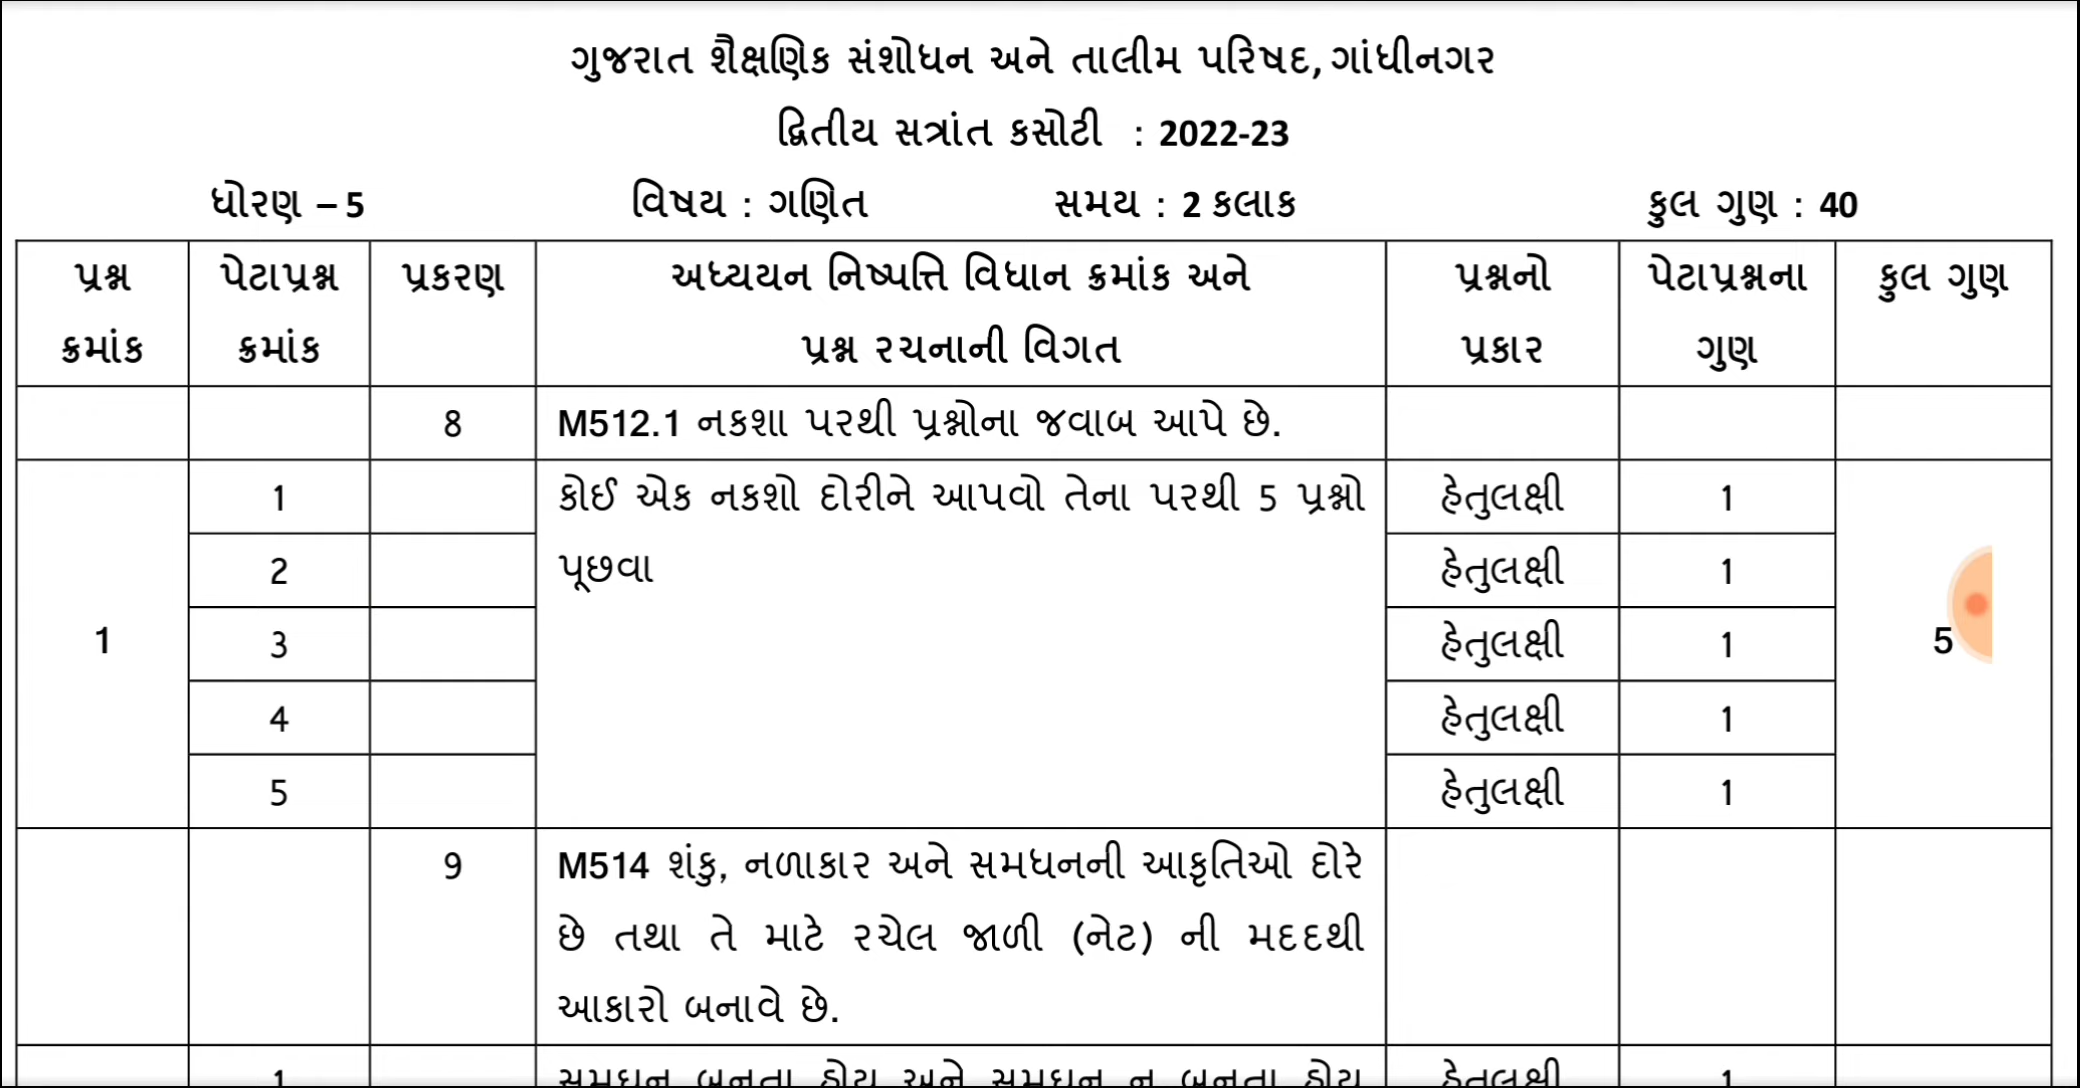 ગુજરાત શૈક્ષણિક સંશોધન અને તાલીમ પરિષદ, ગાંધીનગર
દ્વિતીય સત્રાંત કસોટી : 2022-23
ધોરણ – 5 વિષય : ગણિત સમય : 2 કલાક કુલ ગુણ : 40
પ્રશ્ન ક્રમાંક પેટાપ્રશ્ન ક્રમાંક પ્રકરણ અધ્યયન નિષ્પત્તિ વિધાન ક્રમાંક અને પ્રશ્ન રચનાની વિગત પ્રશ્નનો પ્રકાર પેટાપ્રશ્નના ગુણ કુલ ગુણ
8 M512.1 નકશા પરથી પ્રશ્નોના જવાબ આપે છે.
1 કોઈ એક નકશો દોરીને આપવો તેના પરથી 5 પ્રશ્નો હેતુલક્ષી 1
2 પૂછવા હેતુલક્ષી 1
1 3 હેતુલક્ષી 1 5
4 હેતુલક્ષી 1
5 હેતુલક્ષી 1
9 M514 શંકુ, નળાકાર અને સમધનની આકૃતિઓ દોરે
છે તથા તે માટે રચેલ જાળી (નેટ) ની મદદથી
આકારો બનાવે છે.
1 સમઘન બનતા હોય અને સમઘન ન બનતા હોય હેતુલક્ષી 1